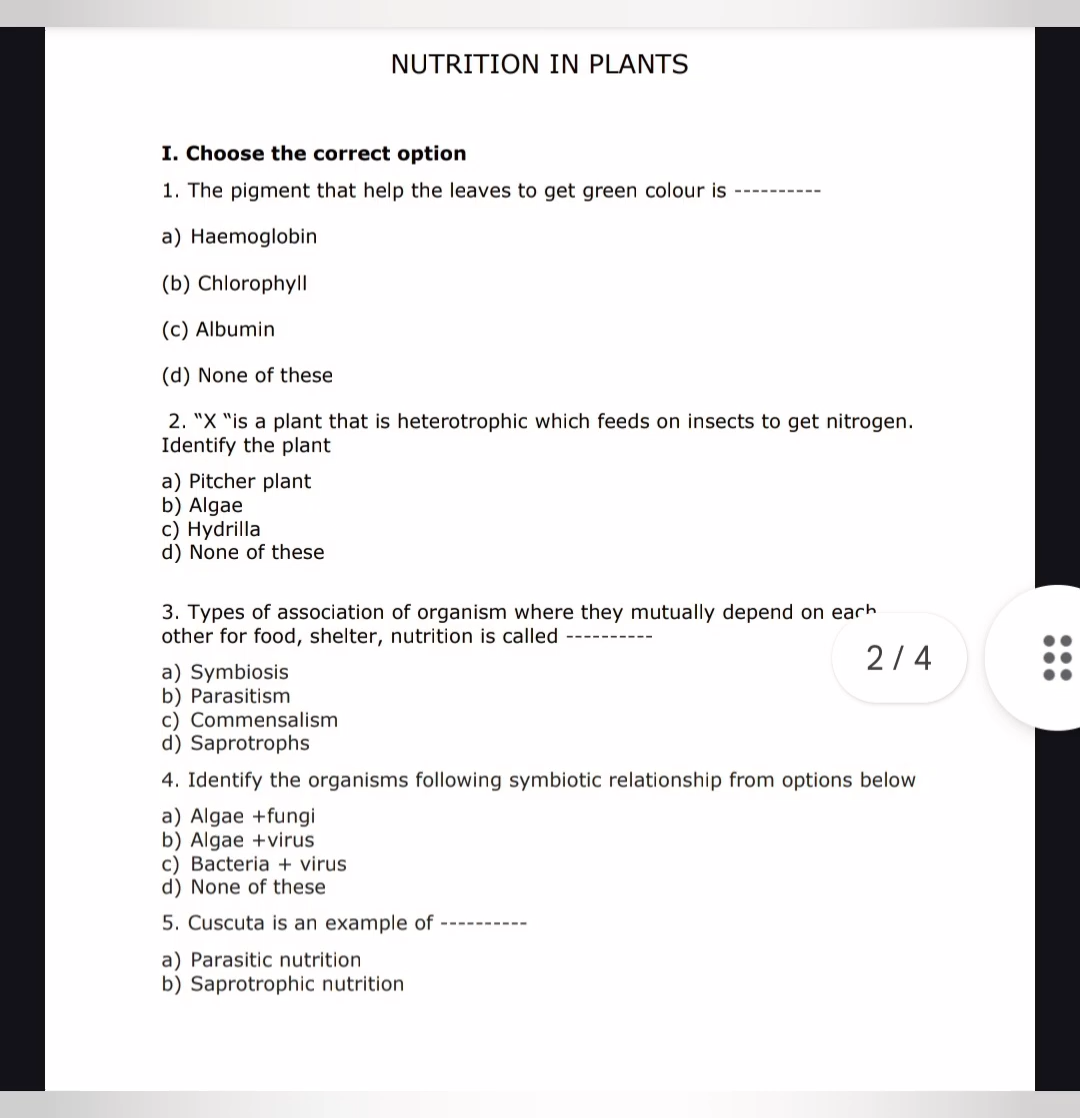 NUTRITION IN PLANTS
I. Choose the correct option
1. The pigment that help the leaves to get green colour is ----------
a) Haemoglobin
(b) Chlorophyll
(c) Albumin
(d) None of these
2. "X "is a plant that is heterotrophic which feeds on insects to get nitrogen.
Identify the plant
a) Pitcher plant
b) Algae
c) Hydrilla
d) None of these
3. Types of association of organism where they mutually depend on each
other for food, shelter, nutrition is called ----------
2 / 4
a) Symbiosis
b) Parasitism
c) Commensalism
d) Saprotrophs
4. Identify the organisms following symbiotic relationship from options below
a) Algae +fungi
b) Algae +virus
c) Bacteria + virus
d) None of these
5. Cuscuta is an example of ----------
a) Parasitic nutrition
b) Saprotrophic nutrition